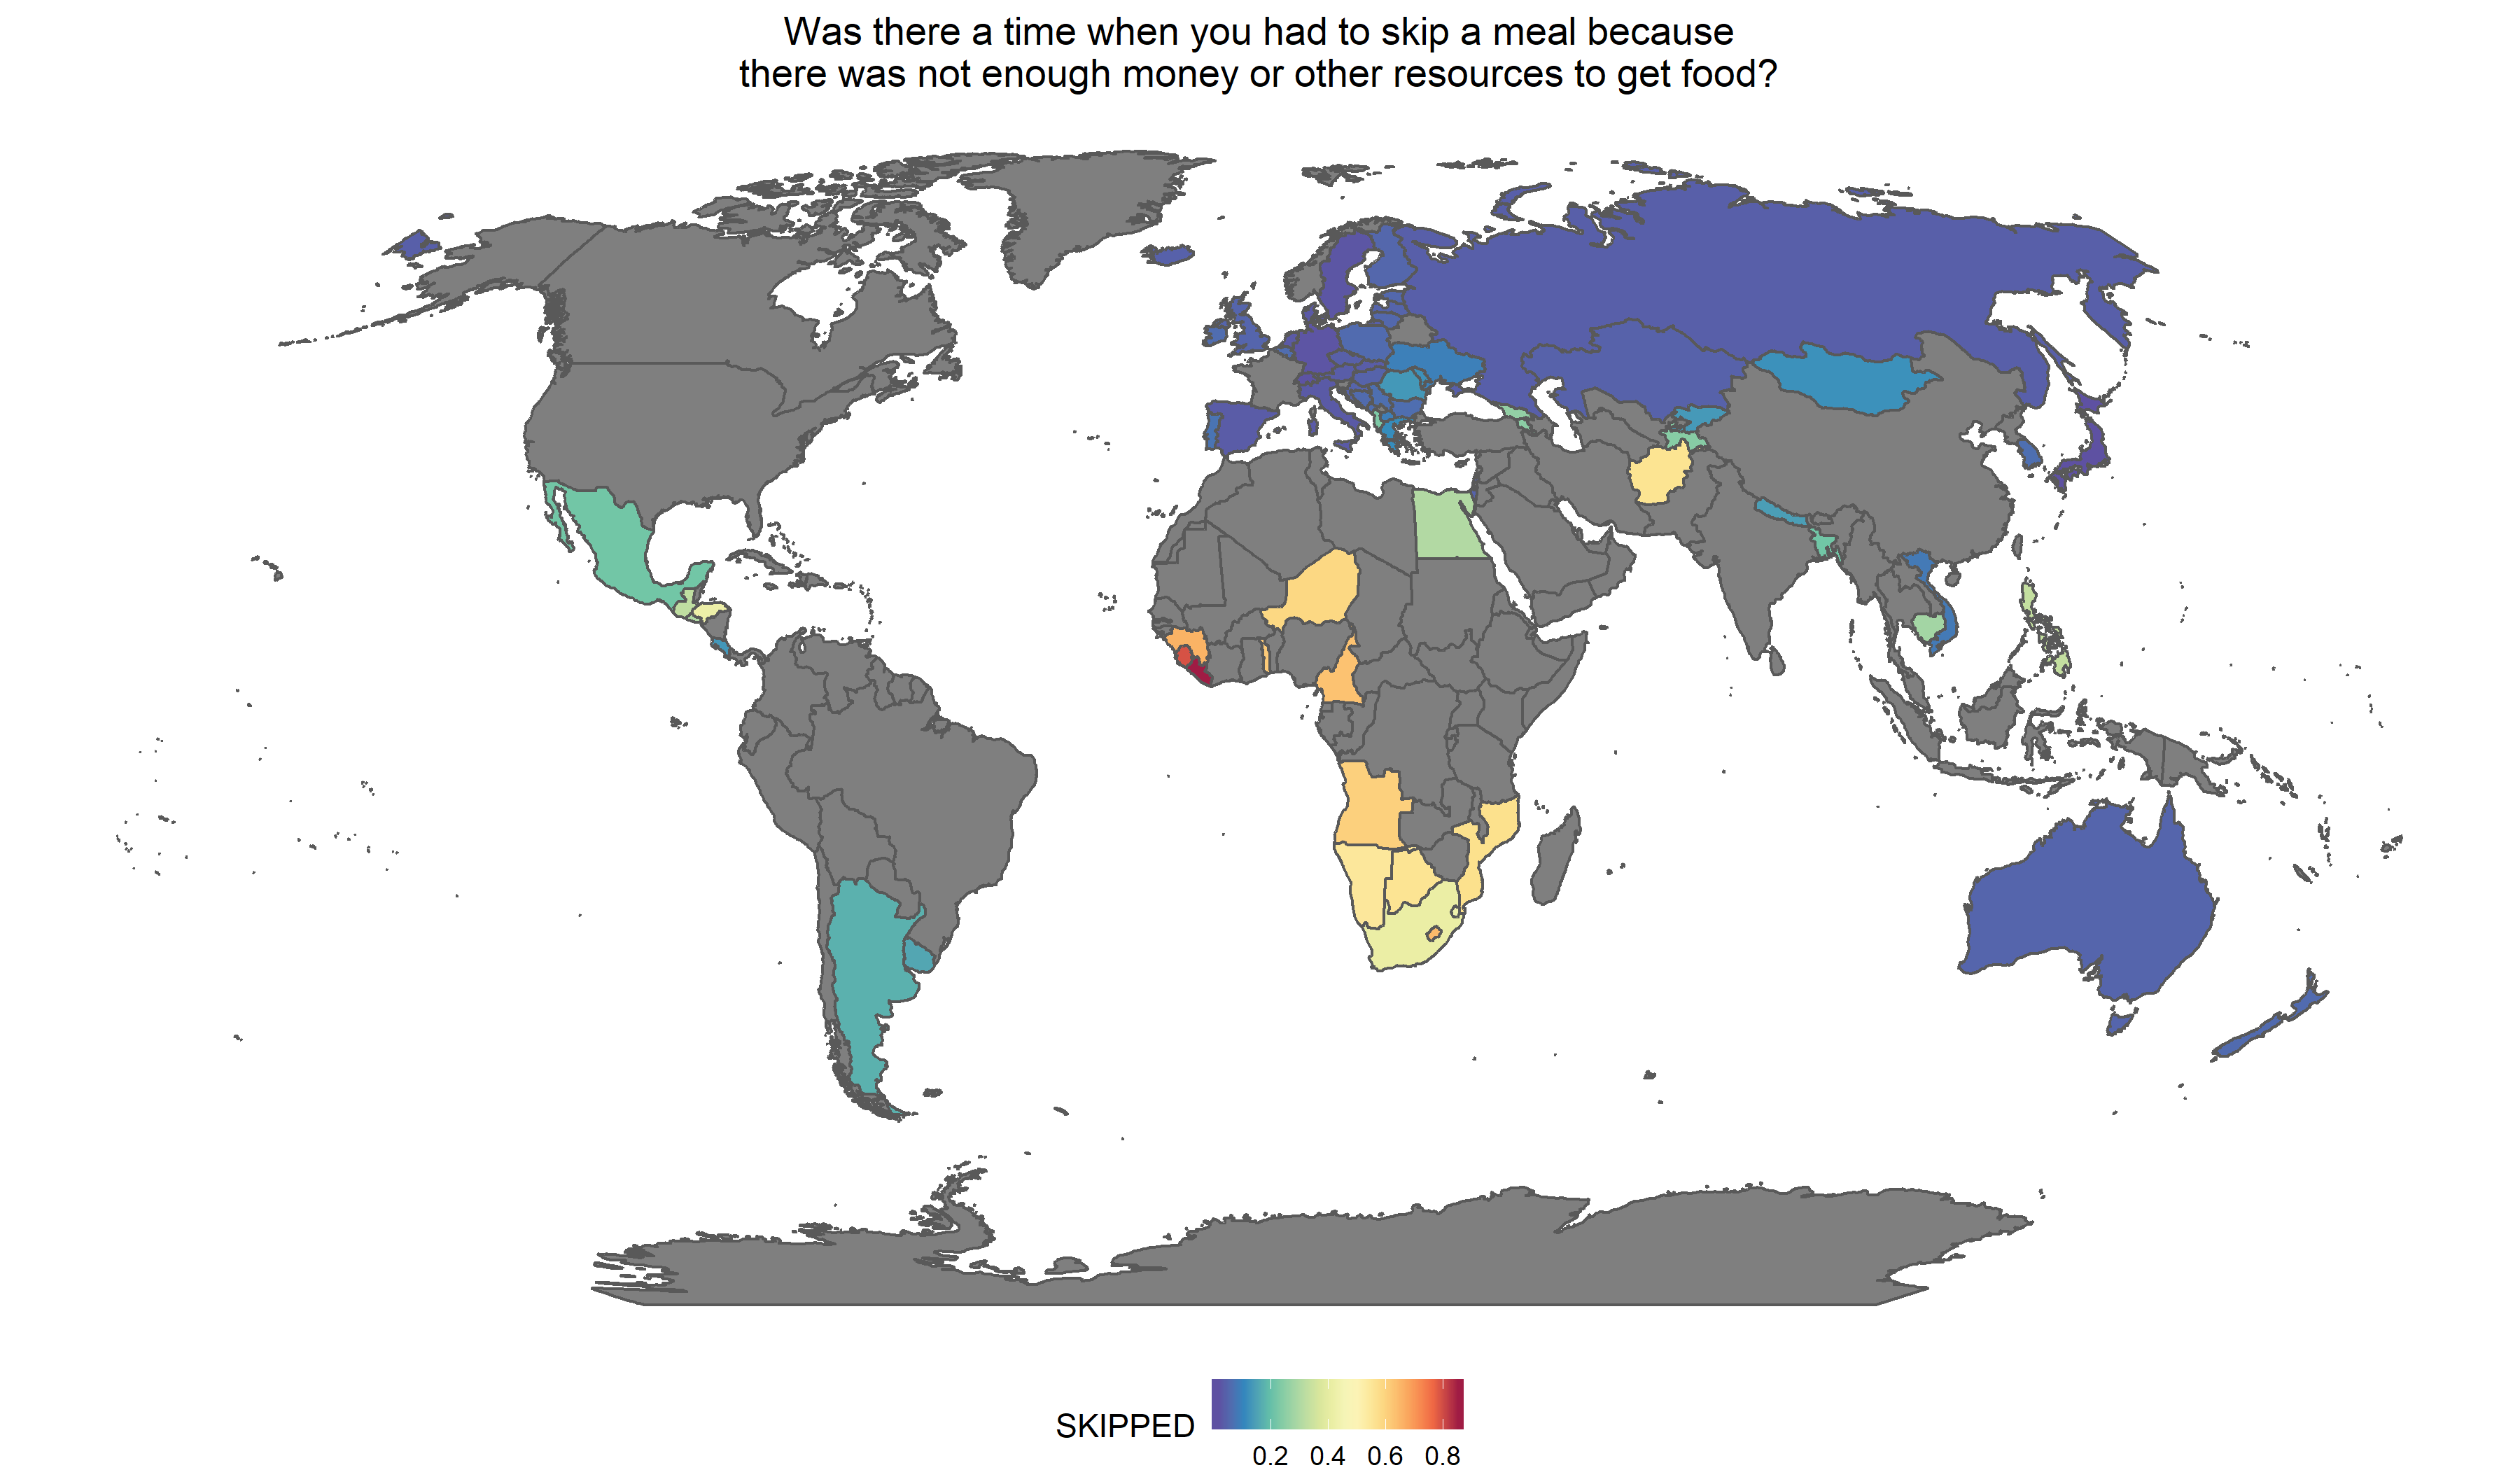 Was there a time when you had to skip a meal because
there was not enough money or other resources to get food?
SKIPPED
0.2 0.4 0.6 0.8